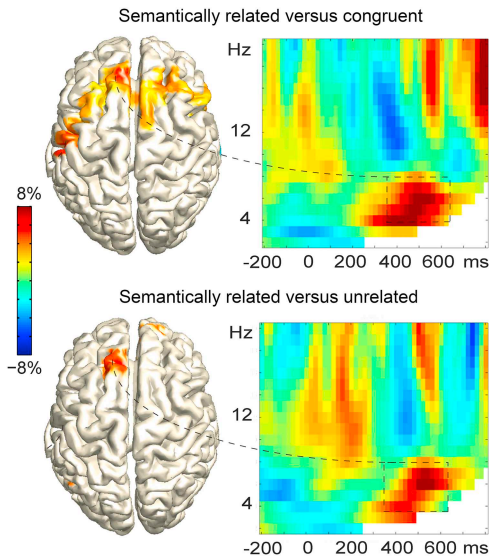 Semantically related versus congruent
Hz
12
4
-200 0 200 400 600 ms
8%
−8%
Semantically related versus unrelated
Hz
12
4
-200 0 200 400 600 ms